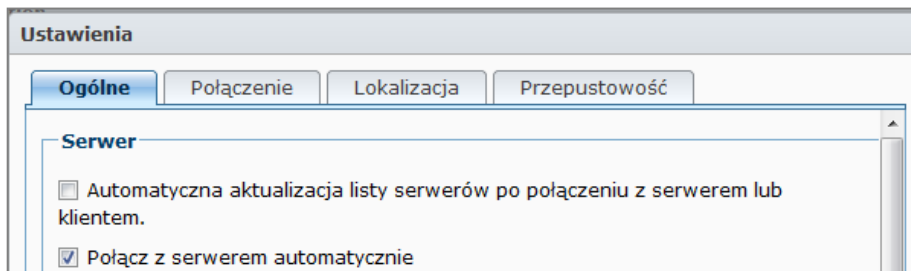 Ustawienia
Ogólne Połączenie Lokalizacja Przepustowość
Serwer
Automatyczna aktualizacja listy serwerów po połączeniu z serwerem lub
klientem.
Połącz z serwerem automatycznie